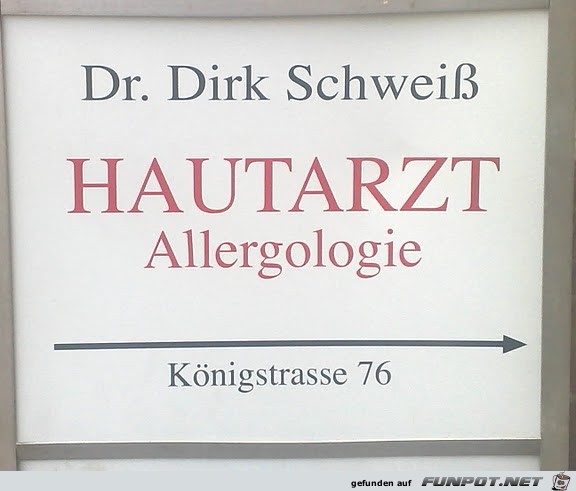 Dr. Dirk Schweiß
HAUTARZT
Allergologie
Königstrasse 76
gefunden auf FUNPOT.NET